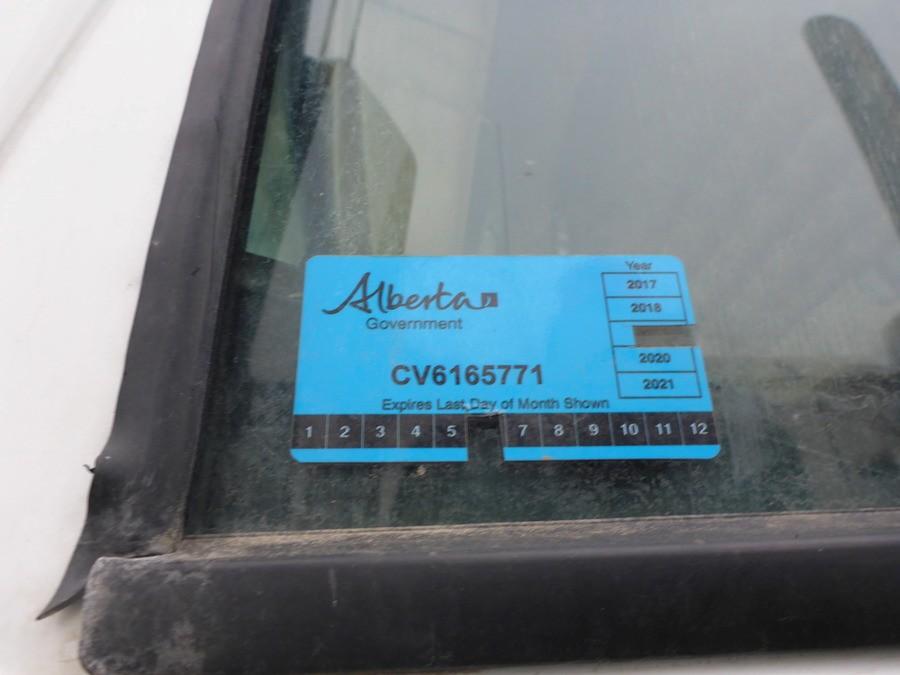 Alberta
Government
Year
2017
2018
2020
2021
CV6165771
Expires Last Day of Month Shown
1 2 3 4 5 7 8 9 10 11 12